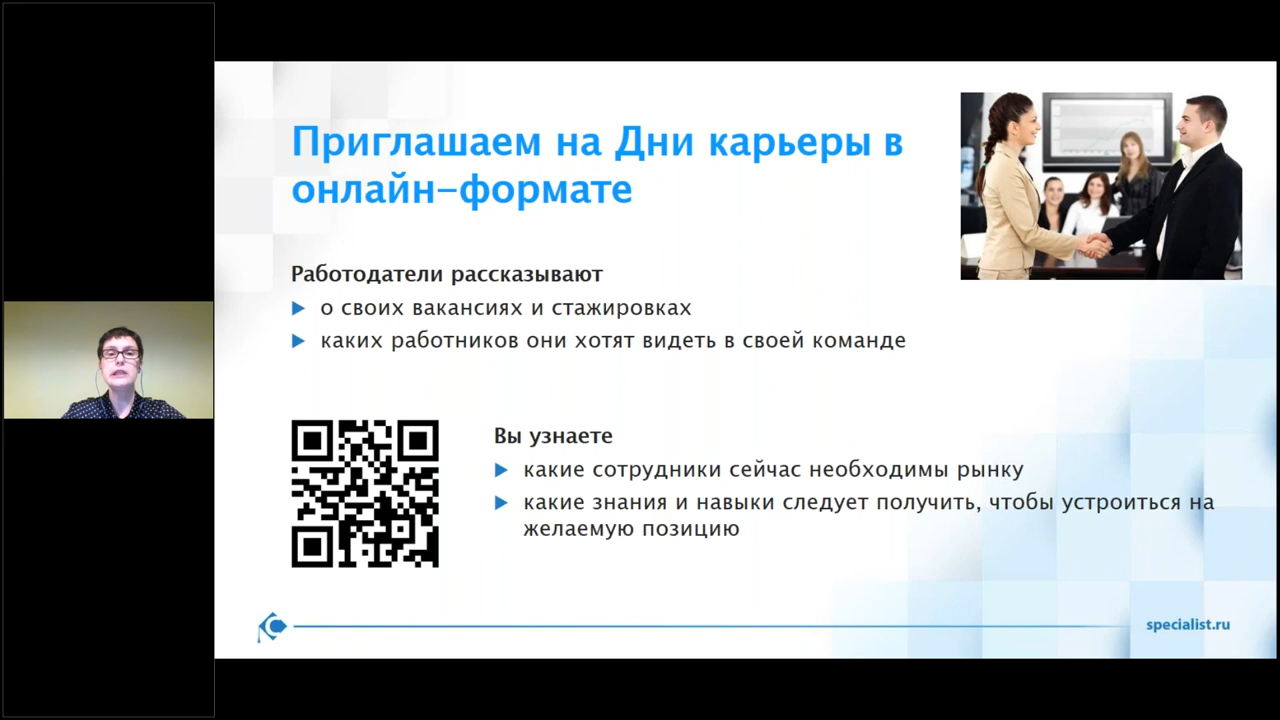 Приглашаем на Дни карьеры в
онлайн-формате
Работодатели рассказывают
о своих вакансиях и стажировках
каких работников они хотят видеть в своей команде
Вы узнаете
какие сотрудники сейчас необходимы рынку
какие знания и навыки следует получить, чтобы устроиться на
желаемую позицию
specialist.ru